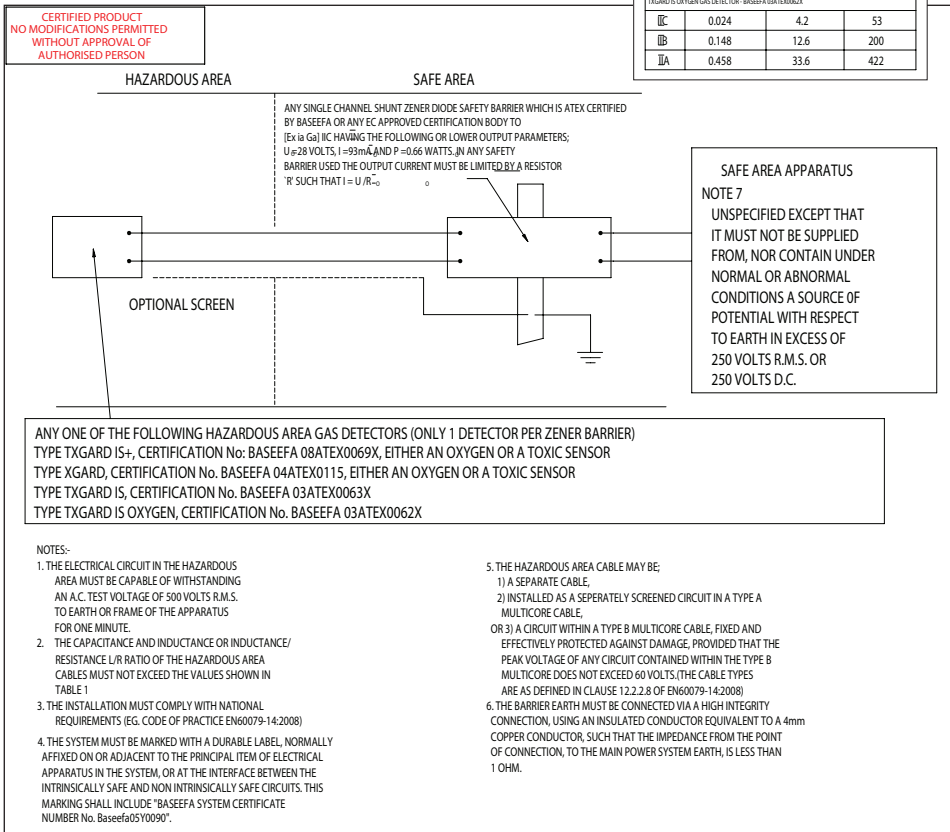 CERTIFIED PRODUCT
NO MODIFICATIONS PERMITTED
WITHOUT APPROVAL OF
AUTHORISED PERSON
TXGARD IS OXYGEN GAS DETECTOR - BASEEFA 03ATEX0062X
IIC 0.024 4.2 53
IIB 0.148 12.6 200
IIA 0.458 33.6 422
HAZARDOUS AREA
SAFE AREA
ANY SINGLE CHANNEL SHUNT ZENER DIODE SAFETY BARRIER WHICH IS ATEX CERTIFIED
BY BASEEFA OR ANY EC APPROVED CERTIFICATION BODY TO
[Ex ia Ga] IIC HAVING THE FOLLOWING OR LOWER OUTPUT PARAMETERS;
U =28 VOLTS, I =93mA AND P =0.66 WATTS. IN ANY SAFETY
BARRIER USED THE OUTPUT CURRENT MUST BE LIMITED BY A RESISTOR
'R' SUCH THAT I = U /R
SAFE AREA APPARATUS
NOTE 7
UNSPECIFIED EXCEPT THAT
IT MUST NOT BE SUPPLIED
FROM, NOR CONTAIN UNDER
NORMAL OR ABNORMAL
CONDITIONS A SOURCE 0F
POTENTIAL WITH RESPECT
TO EARTH IN EXCESS OF
250 VOLTS R.M.S. OR
250 VOLTS D.C.
OPTIONAL SCREEN
ANY ONE OF THE FOLLOWING HAZARDOUS AREA GAS DETECTORS (ONLY 1 DETECTOR PER ZENER BARRIER)
TYPE TXGARD IS+, CERTIFICATION No: BASEEFA 08ATEX0069X, EITHER AN OXYGEN OR A TOXIC SENSOR
TYPE XGARD, CERTIFICATION No. BASEEFA 04ATEX0115, EITHER AN OXYGEN OR A TOXIC SENSOR
TYPE TXGARD IS, CERTIFICATION No. BASEEFA 03ATEX0063X
TYPE TXGARD IS OXYGEN, CERTIFICATION No. BASEEFA 03ATEX0062X
NOTES:-
1. THE ELECTRICAL CIRCUIT IN THE HAZARDOUS
AREA MUST BE CAPABLE OF WITHSTANDING
AN A.C. TEST VOLTAGE OF 500 VOLTS R.M.S.
TO EARTH OR FRAME OF THE APPARATUS
FOR ONE MINUTE.
2. THE CAPACITANCE AND INDUCTANCE OR INDUCTANCE/
RESISTANCE L/R RATIO OF THE HAZARDOUS AREA
CABLES MUST NOT EXCEED THE VALUES SHOWN IN
TABLE 1
3. THE INSTALLATION MUST COMPLY WITH NATIONAL
REQUIREMENTS (EG. CODE OF PRACTICE EN60079-14:2008)
4. THE SYSTEM MUST BE MARKED WITH A DURABLE LABEL, NORMALLY
AFFIXED ON OR ADJACENT TO THE PRINCIPAL ITEM OF ELECTRICAL
APPARATUS IN THE SYSTEM, OR AT THE INTERFACE BETWEEN THE
INTRINSICALLY SAFE AND NON INTRINSICALLY SAFE CIRCUITS. THIS
MARKING SHALL INCLUDE "BASEEFA SYSTEM CERTIFICATE
NUMBER No. Baseefa05Y0090".
5. THE HAZARDOUS AREA CABLE MAY BE;
1) A SEPARATE CABLE,
2) INSTALLED AS A SEPERATELY SCREENED CIRCUIT IN A TYPE A
MULTICORE CABLE,
OR 3) A CIRCUIT WITHIN A TYPE B MULTICORE CABLE, FIXED AND
EFFECTIVELY PROTECTED AGAINST DAMAGE, PROVIDED THAT THE
PEAK VOLTAGE OF ANY CIRCUIT CONTAINED WITHIN THE TYPE B
MULTICORE DOES NOT EXCEED 60 VOLTS.(THE CABLE TYPES
ARE AS DEFINED IN CLAUSE 12.2.2.8 OF EN60079-14:2008)
6. THE BARRIER EARTH MUST BE CONNECTED VIA A HIGH INTEGRITY
CONNECTION, USING AN INSULATED CONDUCTOR EQUIVALENT TO A 4mm
COPPER CONDUCTOR, SUCH THAT THE IMPEDANCE FROM THE POINT
OF CONNECTION, TO THE MAIN POWER SYSTEM EARTH, IS LESS THAN
1 OHM.